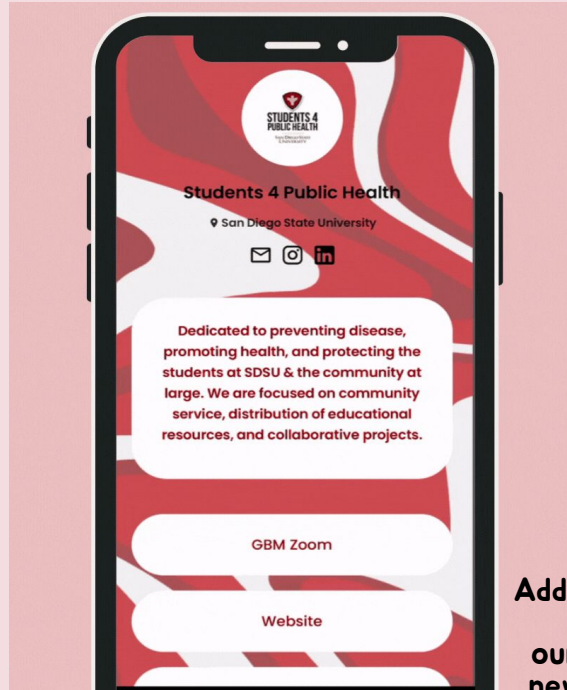 STUDENTS 4
PUBLIC HEALTH
Students 4 Public Health
San Diego State University
in
Dedicated to preventing disease,
promoting health, and protecting the
students at SDSU & the community at
large. We are focused on community
service, distribution of educational
resources, and collaborative projects.
GBM Zoom
Website
Add
our